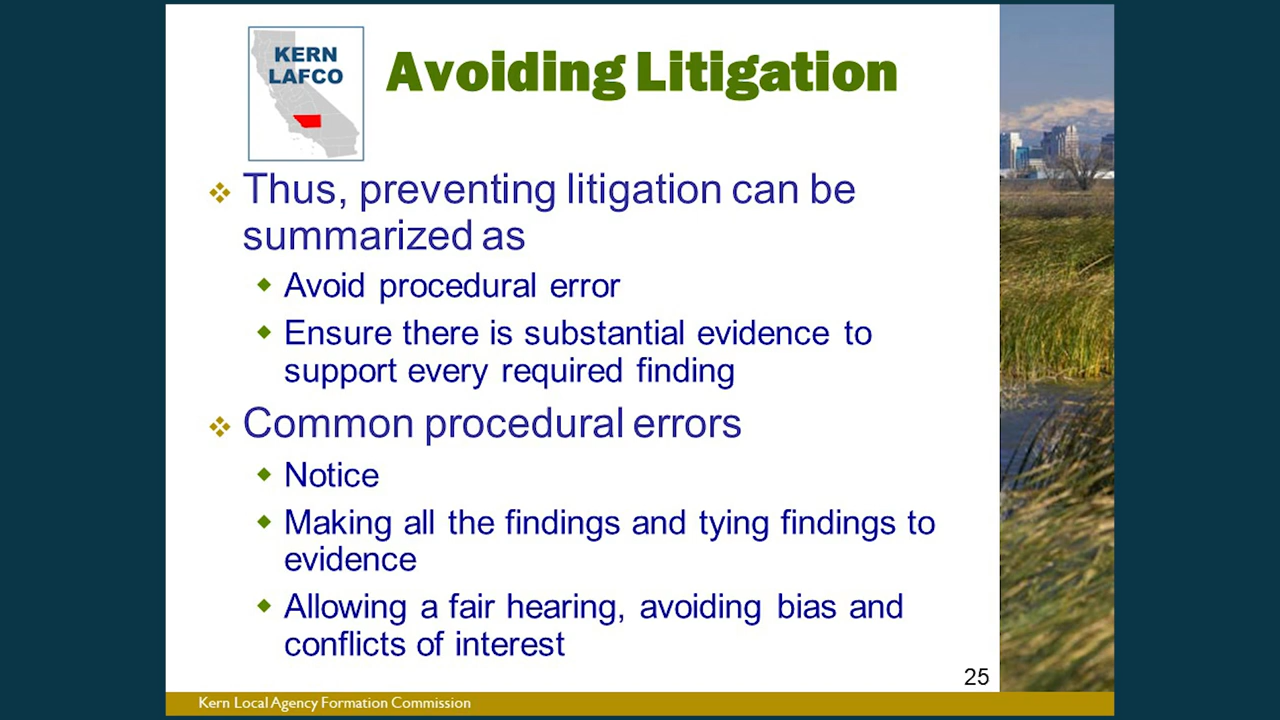 KERN
LAFCO
Avoiding Litigation
Thus, preventing litigation can be
summarized as
Avoid procedural error
Ensure there is substantial evidence to
support every required finding
Common procedural errors
Notice
Making all the findings and tying findings to
evidence
Allowing a fair hearing, avoiding bias and
conflicts of interest
25
Kern Local Agency Formation Commission